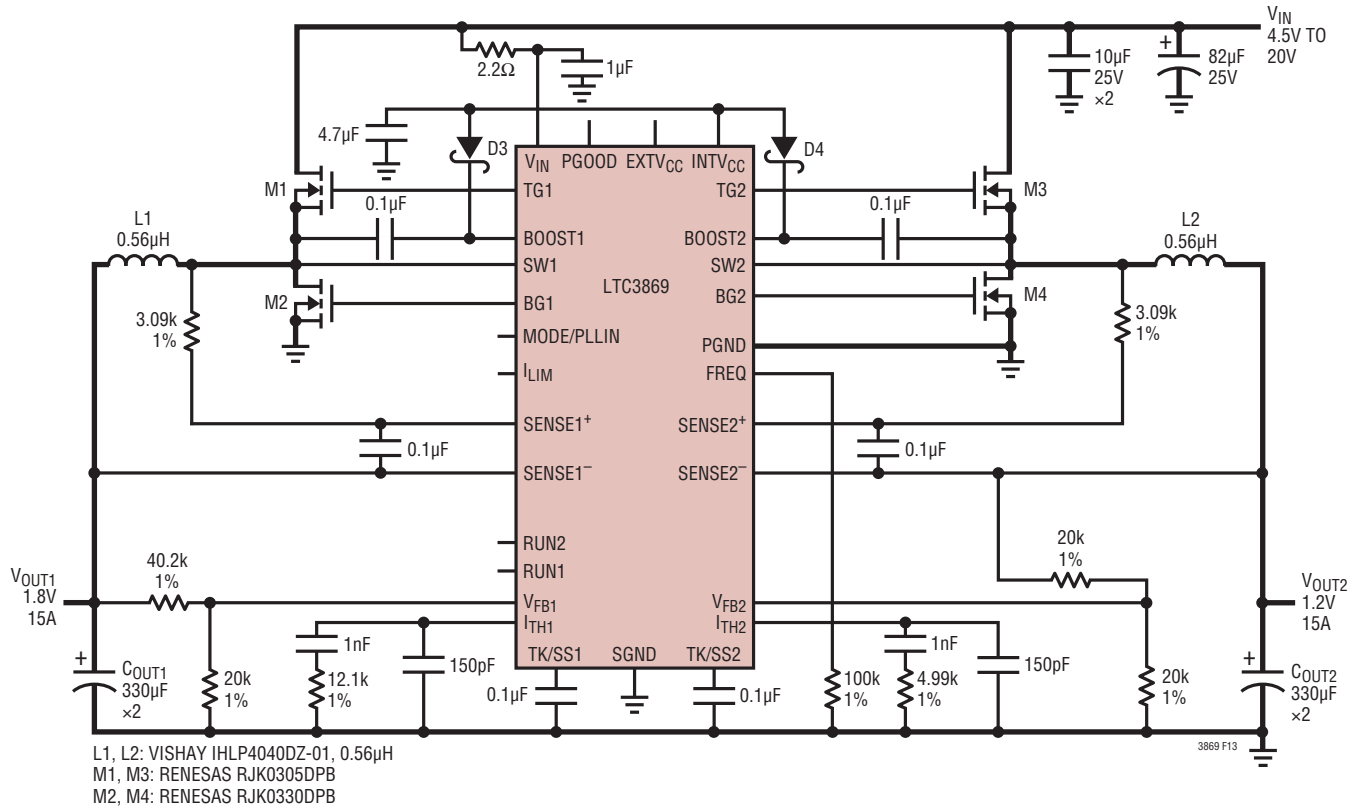 VIN
4.5V TO
20V
2.2Ω
1µF
10µF
25V
×2
+
82µF
25V
4.7µF
D3
D4
VIN PGOOD EXTVCC INTVCC
M1
TG1
TG2
M3
0.1µF
0.1µF
L1
0.56µH
L2
0.56µH
BOOST1
BOOST2
SW1
SW2
LTC3869
M2
BG1
BG2
M4
3.09k
1%
3.09k
1%
MODE/PLLIN
PGND
ILIM
FREQ
SENSE1+
SENSE2+
0.1µF
0.1µF
SENSE1–
SENSE2–
RUN2
RUN1
40.2k
1%
20k
1%
VOUT1
1.8V
15A
VOUT2
1.2V
15A
VFB1
VFB2
ITH1
ITH2
1nF
1nF
TK/SS1 SGND TK/SS2
150pF
150pF
+
COUT1
330µF
×2
20k
1%
12.1k
1%
0.1µF
0.1µF
100k
1%
4.99k
1%
20k
1%
+
COUT2
330µF
×2
3869 F13
L1, L2: VISHAY IHLP4040DZ-01, 0.56µH
M1, M3: RENESAS RJK0305DPB
M2, M4: RENESAS RJK0330DPB